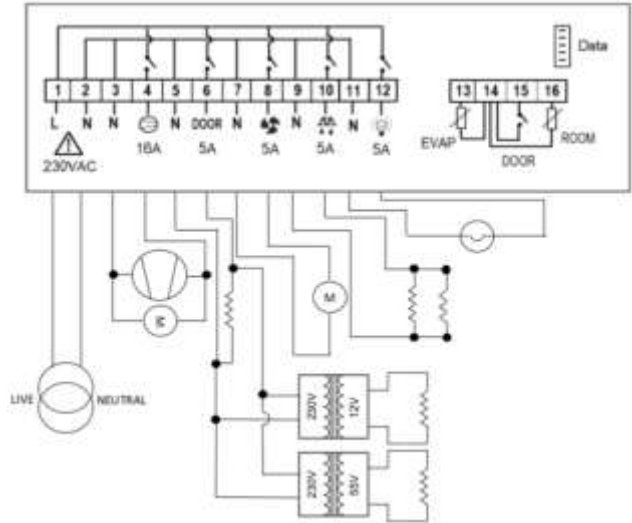 Data
1 2 3 4 5 6 7 8 9 10 11 12
13 14 15 16
L N N N DOOR N N N
16A 5A 5A 5A 5A
230VAC
EVAP DOOR ROOM
M
M
LIVE NEUTRAL
230V 12V
230V 55V